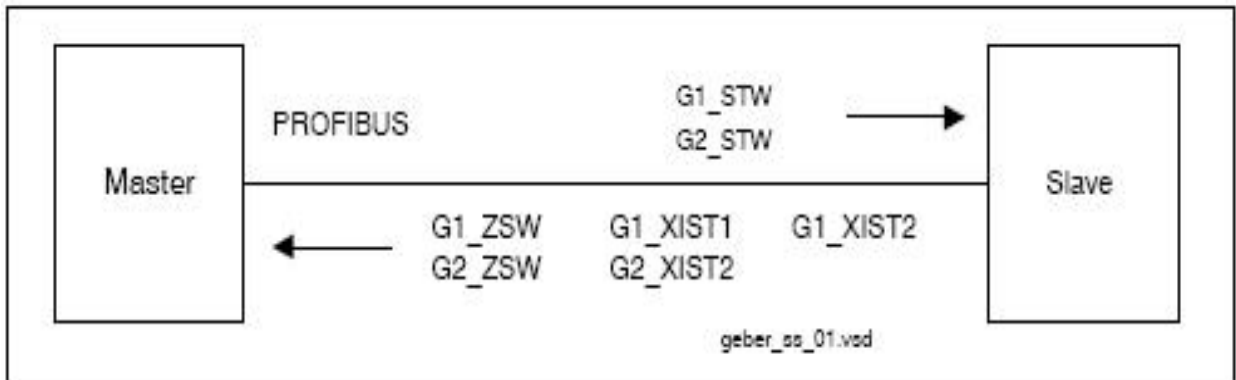 G1_STW
PROFIBUS
G2_STW
Master
Slave
G1_ZSW G1_XIST1 G1_XIST2
G2_ZSW G2_XIST2
geber_ss_01.vsd